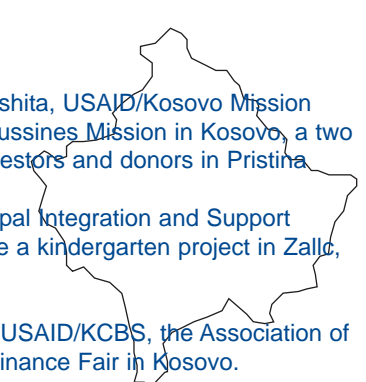 shita, USAID/Kosovo Mission
ussines Mission in Kosovo, a two
estors and donors in Pristina
pal Integration and Support
e a kindergarten project in Zallc,
USAID/KCBS, the Association of
inance Fair in Kosovo.